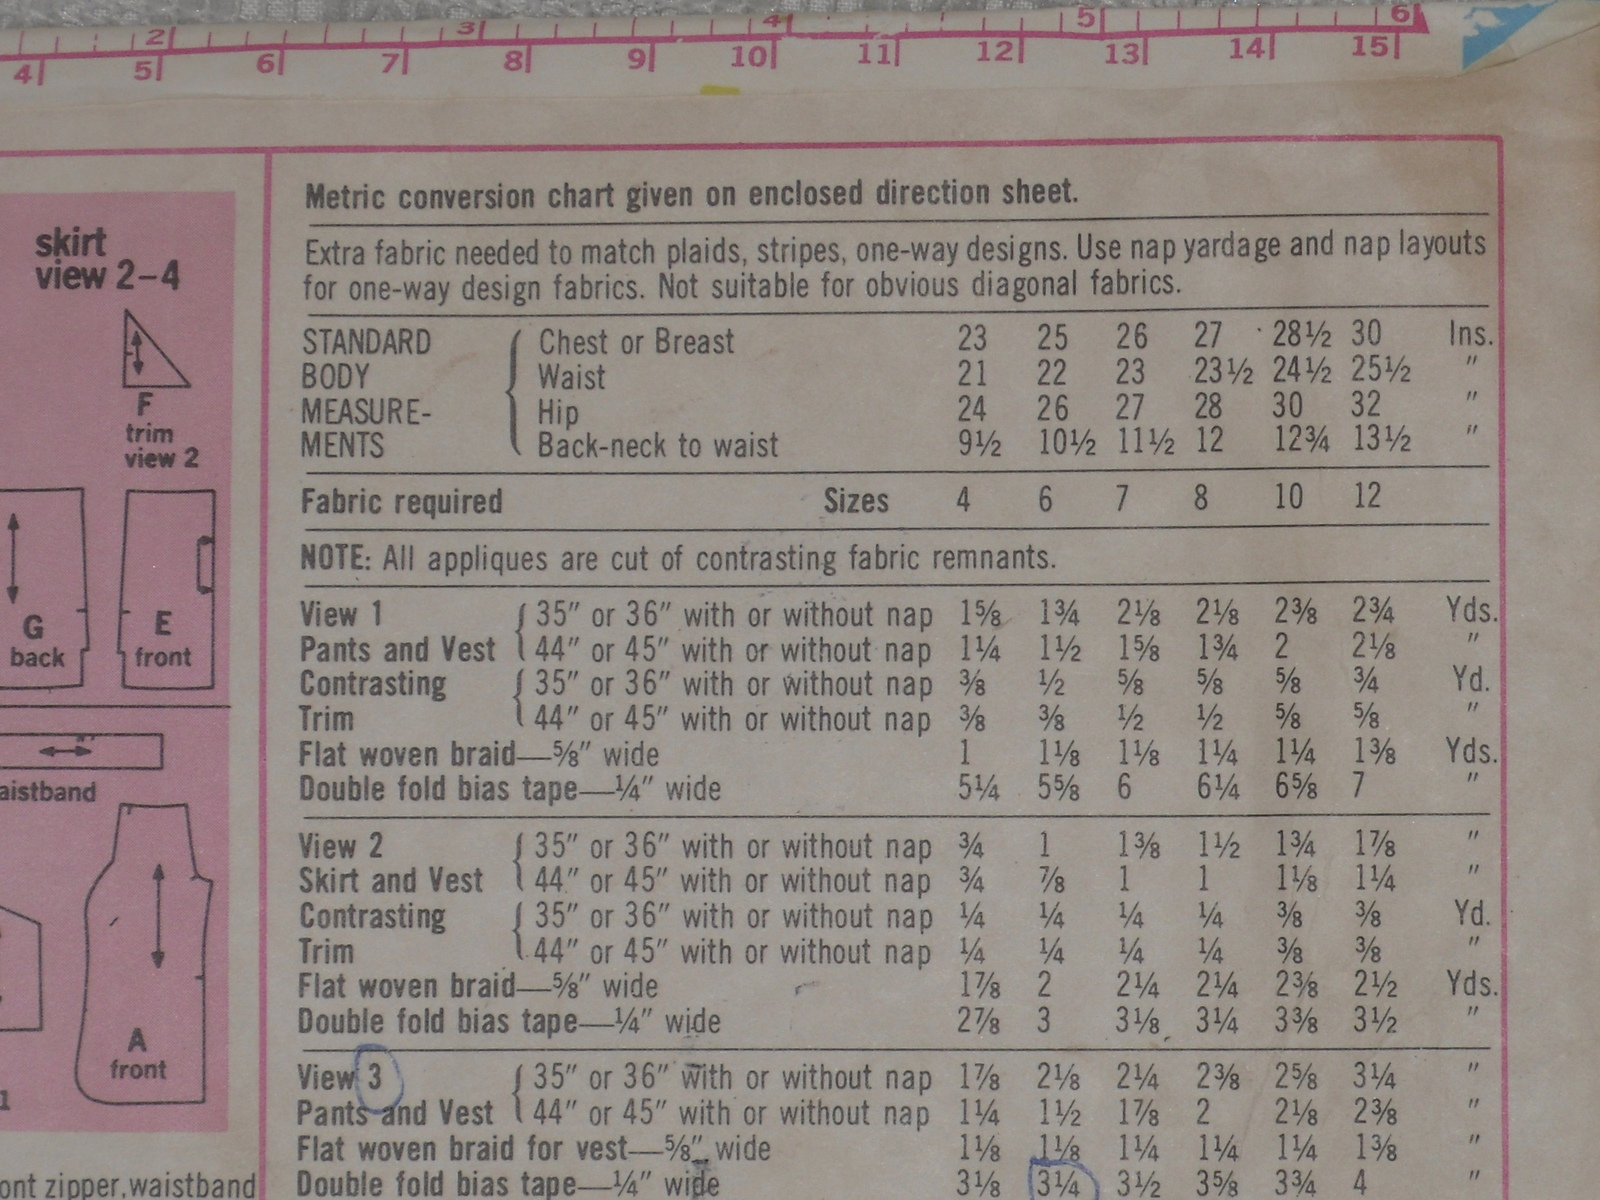 2 3 4 5 6
4 5 6 7 8 9 10 11 12 13 14 15
skirt
view 2–4
F
trim
view 2
G
back
E
front
A
front
1
zipper, waistband
Metric conversion chart given on enclosed direction sheet.
Extra fabric needed to match plaids, stripes, one-way designs. Use nap yardage and nap layouts
for one-way design fabrics. Not suitable for obvious diagonal fabrics.
STANDARD Chest or Breast 23 25 26 27 28½ 30 Ins.
BODY Waist 21 22 23 23½ 24½ 25½ "
MEASURE- Hip 24 26 27 28 30 32 "
MENTS Back-neck to waist 9½ 10½ 11½ 12 12¾ 13½ "
Fabric required Sizes 4 6 7 8 10 12
NOTE: All appliques are cut of contrasting fabric remnants.
View 1 35" or 36" with or without nap 1⅝ 1¾ 2⅛ 2⅛ 2⅜ 2¾ Yds.
Pants and Vest 44" or 45" with or without nap 1¼ 1½ 1⅝ 1¾ 2 2⅛ "
Contrasting 35" or 36" with or without nap ⅜ ½ ⅝ ⅝ ⅝ ¾ Yd.
Trim 44" or 45" with or without nap ⅜ ⅜ ½ ½ ⅝ ⅝ "
Flat woven braid—⅝" wide 1 1⅛ 1⅛ 1¼ 1¼ 1⅜ Yds.
Double fold bias tape—¼" wide 5¼ 5⅝ 6 6¼ 6⅝ 7 "
View 2 35" or 36" with or without nap ¾ 1 1⅜ 1½ 1¾ 1⅞ "
Skirt and Vest 44" or 45" with or without nap ¾ ⅞ 1 1 1⅛ 1¼ "
Contrasting 35" or 36" with or without nap ¼ ¼ ¼ ¼ ⅜ ⅜ Yd.
Trim 44" or 45" with or without nap ¼ ¼ ¼ ¼ ⅜ ⅜ "
Flat woven braid—⅝" wide 1⅞ 2 2¼ 2¼ 2⅜ 2½ Yds.
Double fold bias tape—¼" wide 2⅞ 3 3⅛ 3¼ 3⅜ 3½ "
View 3 35" or 36" with or without nap 1⅞ 2⅛ 2¼ 2⅜ 2⅝ 3¼ "
Pants and Vest 44" or 45" with or without nap 1¼ 1½ 1⅞ 2 2⅛ 2⅜ "
Flat woven braid for vest—⅝" wide 1⅛ 1⅛ 1¼ 1¼ 1¼ 1⅜ "
Double fold bias tape—¼" wide 3⅛ 3¼ 3½ 3⅝ 3¾ 4 "